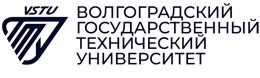 VSTU
ВОЛГОГРАДСКИЙ
ГОСУДАРСТВЕННЫЙ
ТЕХНИЧЕСКИЙ
УНИВЕРСИТЕТ